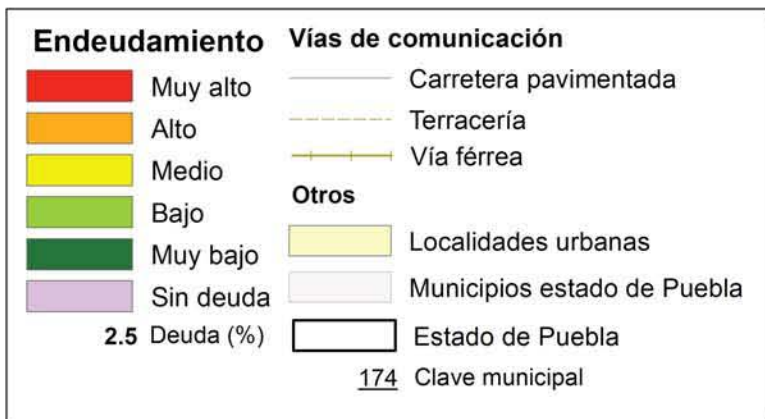 Endeudamiento
Muy alto
Alto
Medio
Bajo
Muy bajo
Sin deuda
2.5 Deuda (%)
Vías de comunicación
Carretera pavimentada
Terracería
Vía férrea
Otros
Localidades urbanas
Municipios estado de Puebla
Estado de Puebla
174 Clave municipal